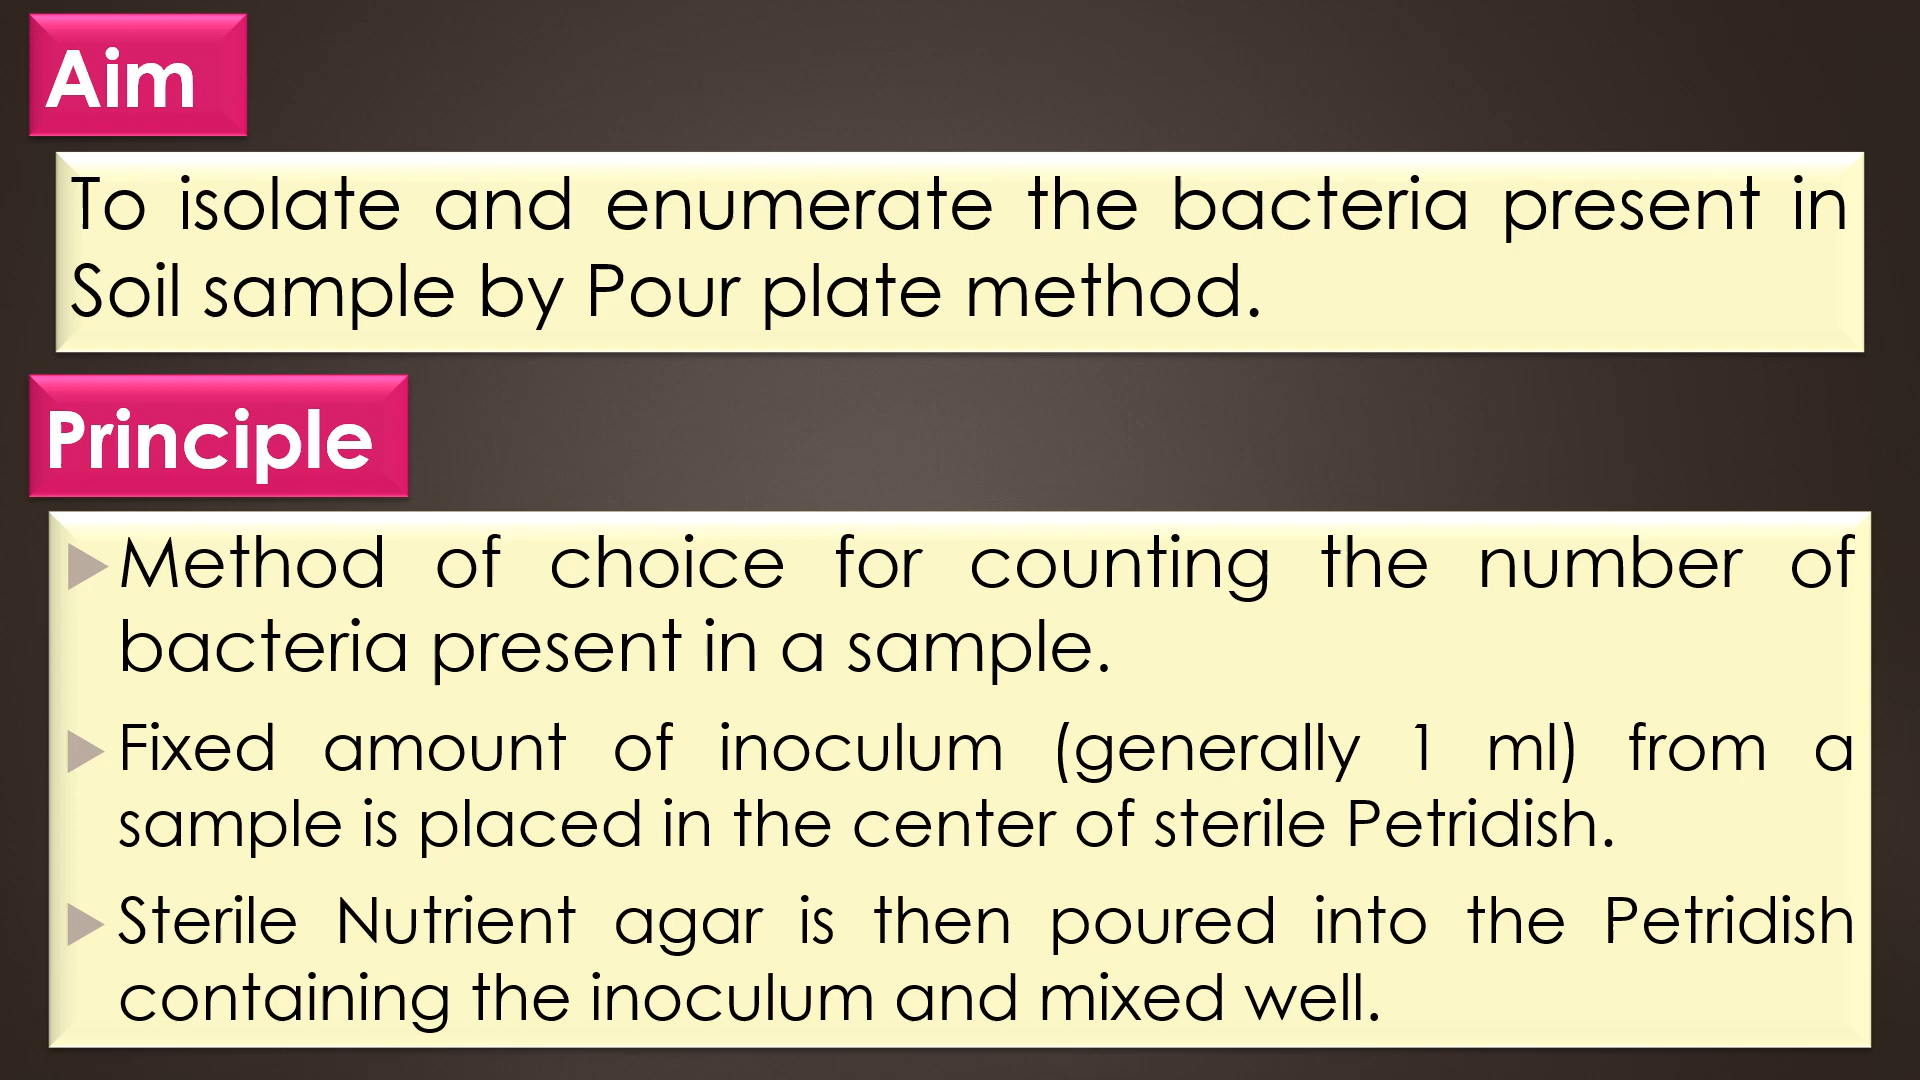 Aim
To isolate and enumerate the bacteria present in
Soil sample by Pour plate method.
Principle
Method of choice for counting the number of
bacteria present in a sample.
Fixed amount of inoculum (generally 1 ml) from a
sample is placed in the center of sterile Petridish.
Sterile Nutrient agar is then poured into the Petridish
containing the inoculum and mixed well.